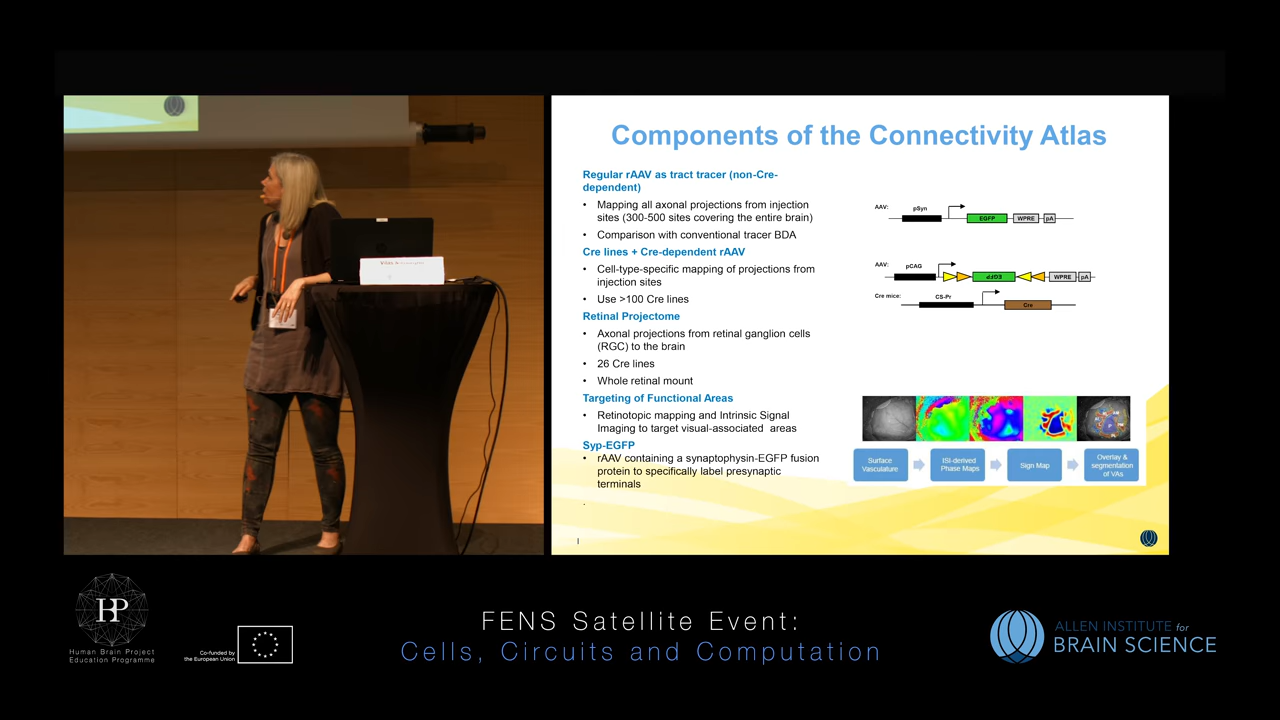 Components of the Connectivity Atlas
Regular rAAV as tract tracer (non-Cre-
dependent)
• Mapping all axonal projections from injection
sites (300-500 sites covering the entire brain)
• Comparison with conventional tracer BDA
Cre lines + Cre-dependent rAAV
• Cell-type-specific mapping of projections from
injection sites
• Use >100 Cre lines
Retinal Projectome
• Axonal projections from retinal ganglion cells
(RGC) to the brain
• 26 Cre lines
• Whole retinal mount
Targeting of Functional Areas
• Retinotopic mapping and Intrinsic Signal
Imaging to target visual-associated areas
Syp-EGFP
• rAAV containing a synaptophysin-EGFP fusion
protein to specifically label presynaptic
terminals
.
AAV: pSyn
EGFP WPRE pA
AAV: pCAG
EGFP WPRE pA
Cre mice: CS-Pr
Cre
Surface
Vasculature
ISI-derived
Phase Maps
Sign Map
Overlay &
segmentation
of VAs
HBP
Human Brain Project
Education Programme
Co-funded by
the European Union
FENS Satellite Event:
Cells, Circuits and Computation
ALLEN INSTITUTE for
BRAIN SCIENCE